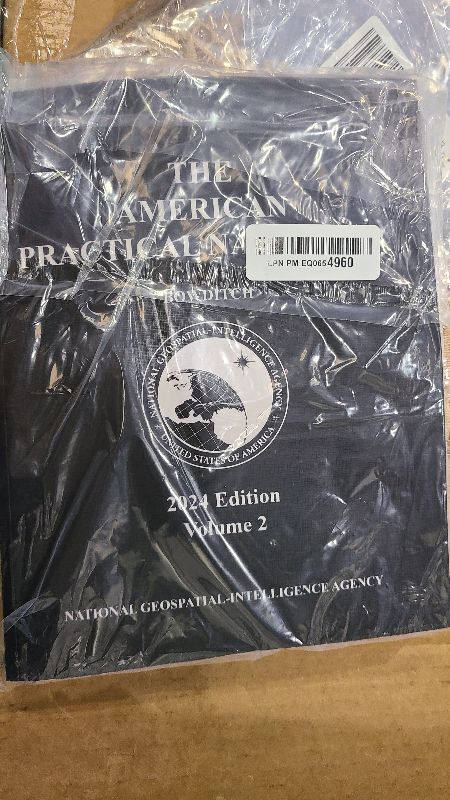 THE
AMERICAN
PRACTICAL NA
LPN PM EQ0654960
BOWDITCH
NATIONAL GEOSPATIAL-INTELLIGENCE AGENCY
UNITED STATES OF AMERICA
2024 Edition
Volume 2
NATIONAL GEOSPATIAL-INTELLIGENCE AGENCY